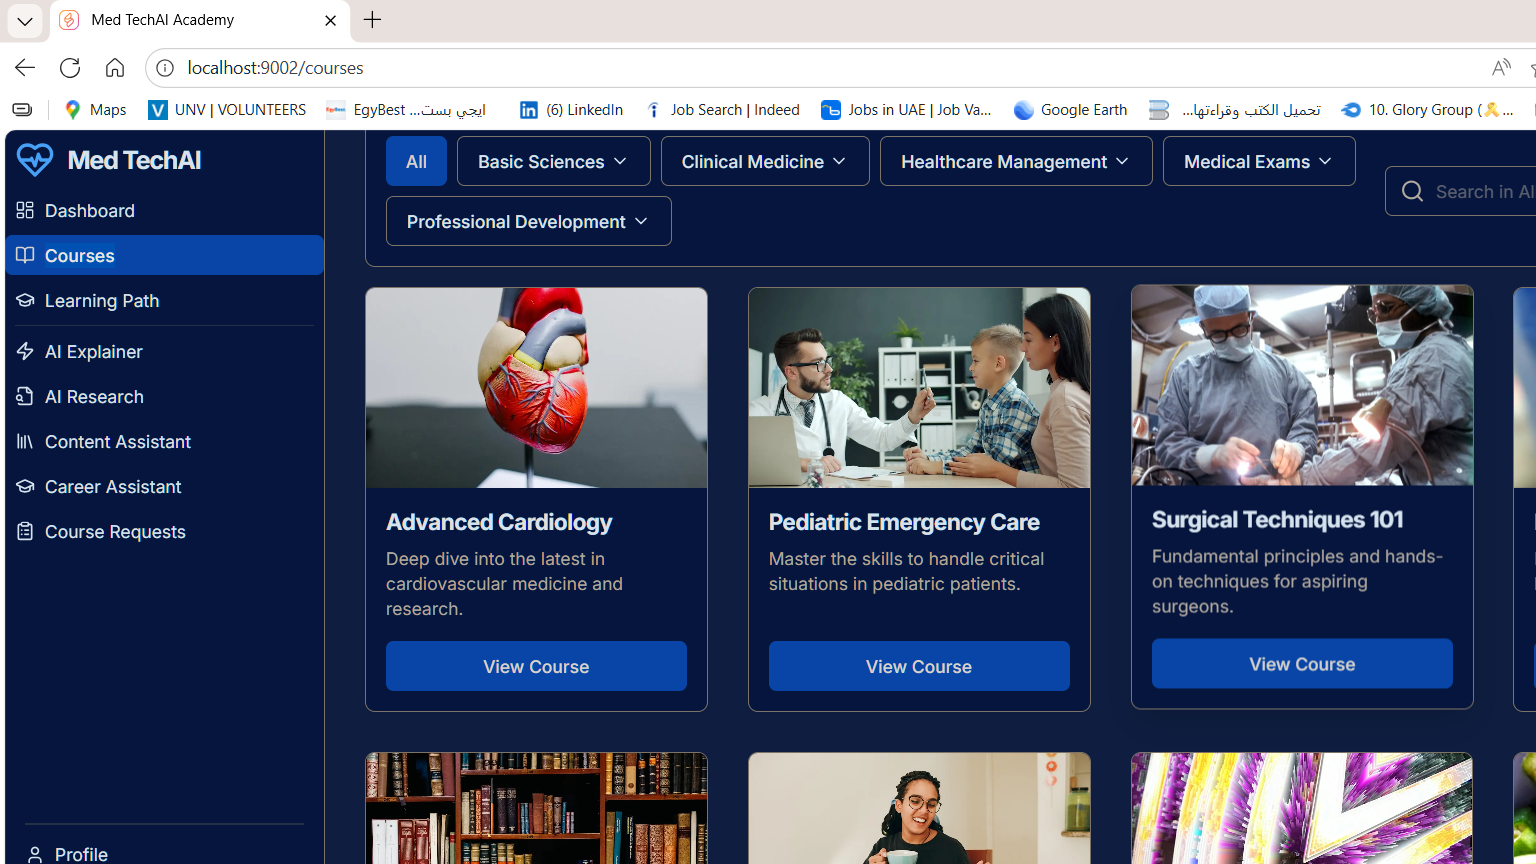 Med TechAI Academy
localhost:9002/courses
Maps
UNV | VOLUNTEERS
EgyBest ...ايجي بست
(6) LinkedIn
Job Search | Indeed
Jobs in UAE | Job Va...
Google Earth
تحميل الكتب وقراءتها...
10. Glory Group (🎗️...
Med TechAI
Dashboard
Courses
Learning Path
AI Explainer
AI Research
Content Assistant
Career Assistant
Course Requests
Profile
All
Basic Sciences
Clinical Medicine
Healthcare Management
Medical Exams
Professional Development
Search in Al
Advanced Cardiology
Deep dive into the latest in
cardiovascular medicine and
research.
View Course
Pediatric Emergency Care
Master the skills to handle critical
situations in pediatric patients.
View Course
Surgical Techniques 101
Fundamental principles and hands-
on techniques for aspiring
surgeons.
View Course